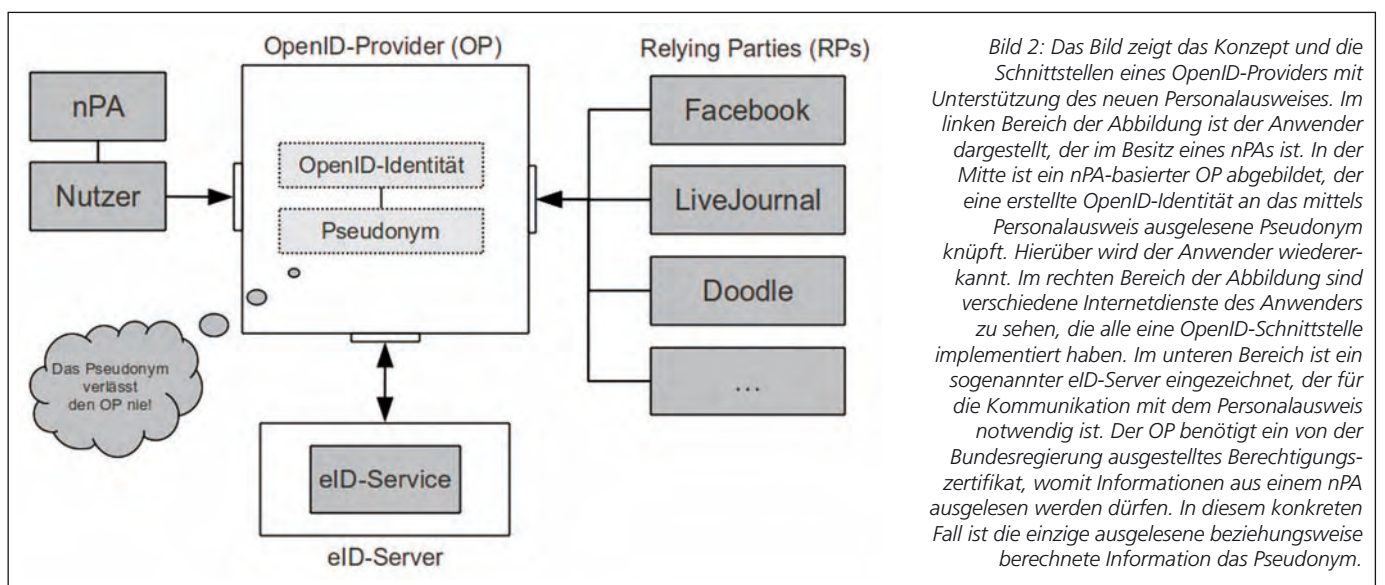 OpenID-Provider (OP)
nPA
Nutzer
OpenID-Identität
Pseudonym
Das Pseudonym
verlässt
den OP nie!
eID-Service
eID-Server
Relying Parties (RPs)
Facebook
LiveJournal
Doodle
...
Bild 2: Das Bild zeigt das Konzept und die
Schnittstellen eines OpenID-Providers mit
Unterstützung des neuen Personalausweises. Im
linken Bereich der Abbildung ist der Anwender
dargestellt, der im Besitz eines nPAs ist. In der
Mitte ist ein nPA-basierter OP abgebildet, der
eine erstellte OpenID-Identität an das mittels
Personalausweis ausgelesene Pseudonym
knüpft. Hierüber wird der Anwender wiederer-
kannt. Im rechten Bereich der Abbildung sind
verschiedene Internetdienste des Anwenders
zu sehen, die alle eine OpenID-Schnittstelle
implementiert haben. Im unteren Bereich ist ein
sogenannter eID-Server eingezeichnet, der für
die Kommunikation mit dem Personalausweis
notwendig ist. Der OP benötigt ein von der
Bundesregierung ausgestelltes Berechtigungs-
zertifikat, womit Informationen aus einem nPA
ausgelesen werden dürfen. In diesem konkreten
Fall ist die einzige ausgelesene beziehungsweise
berechnete Information das Pseudonym.